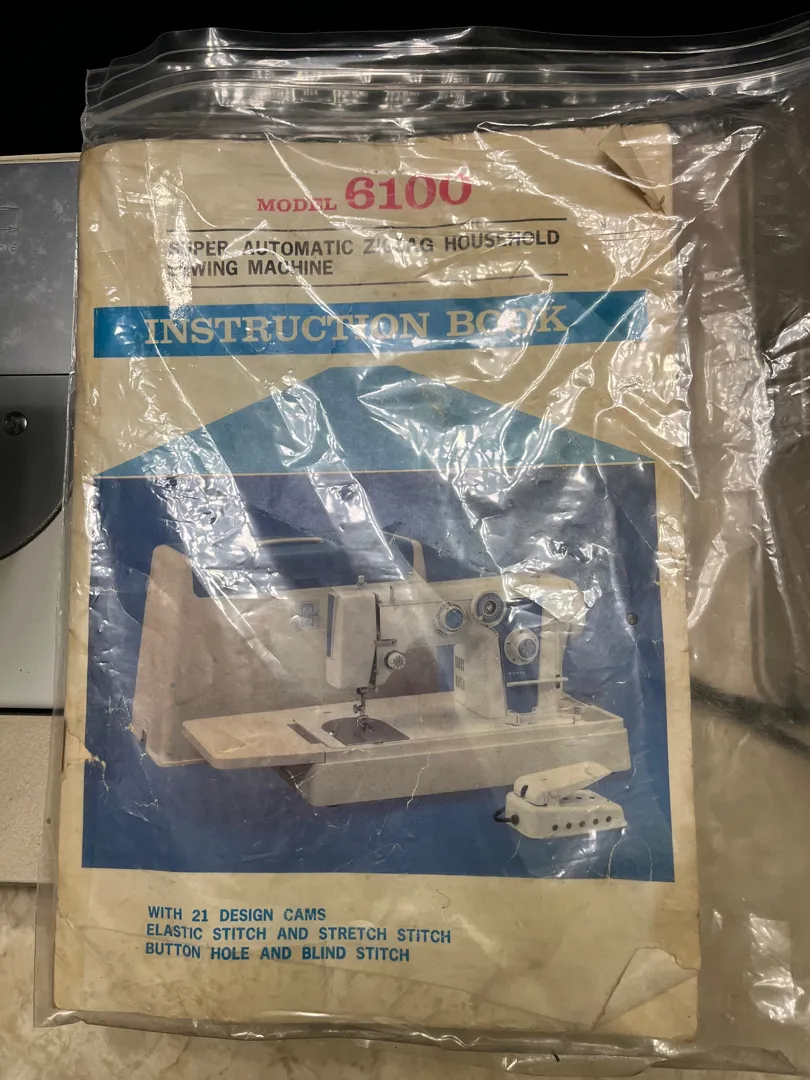 MODEL 6100
SUPER AUTOMATIC ZIGZAG HOUSEHOLD
SEWING MACHINE
INSTRUCTION BOOK
WITH 21 DESIGN CAMS
ELASTIC STITCH AND STRETCH STITCH
BUTTON HOLE AND BLIND STITCH